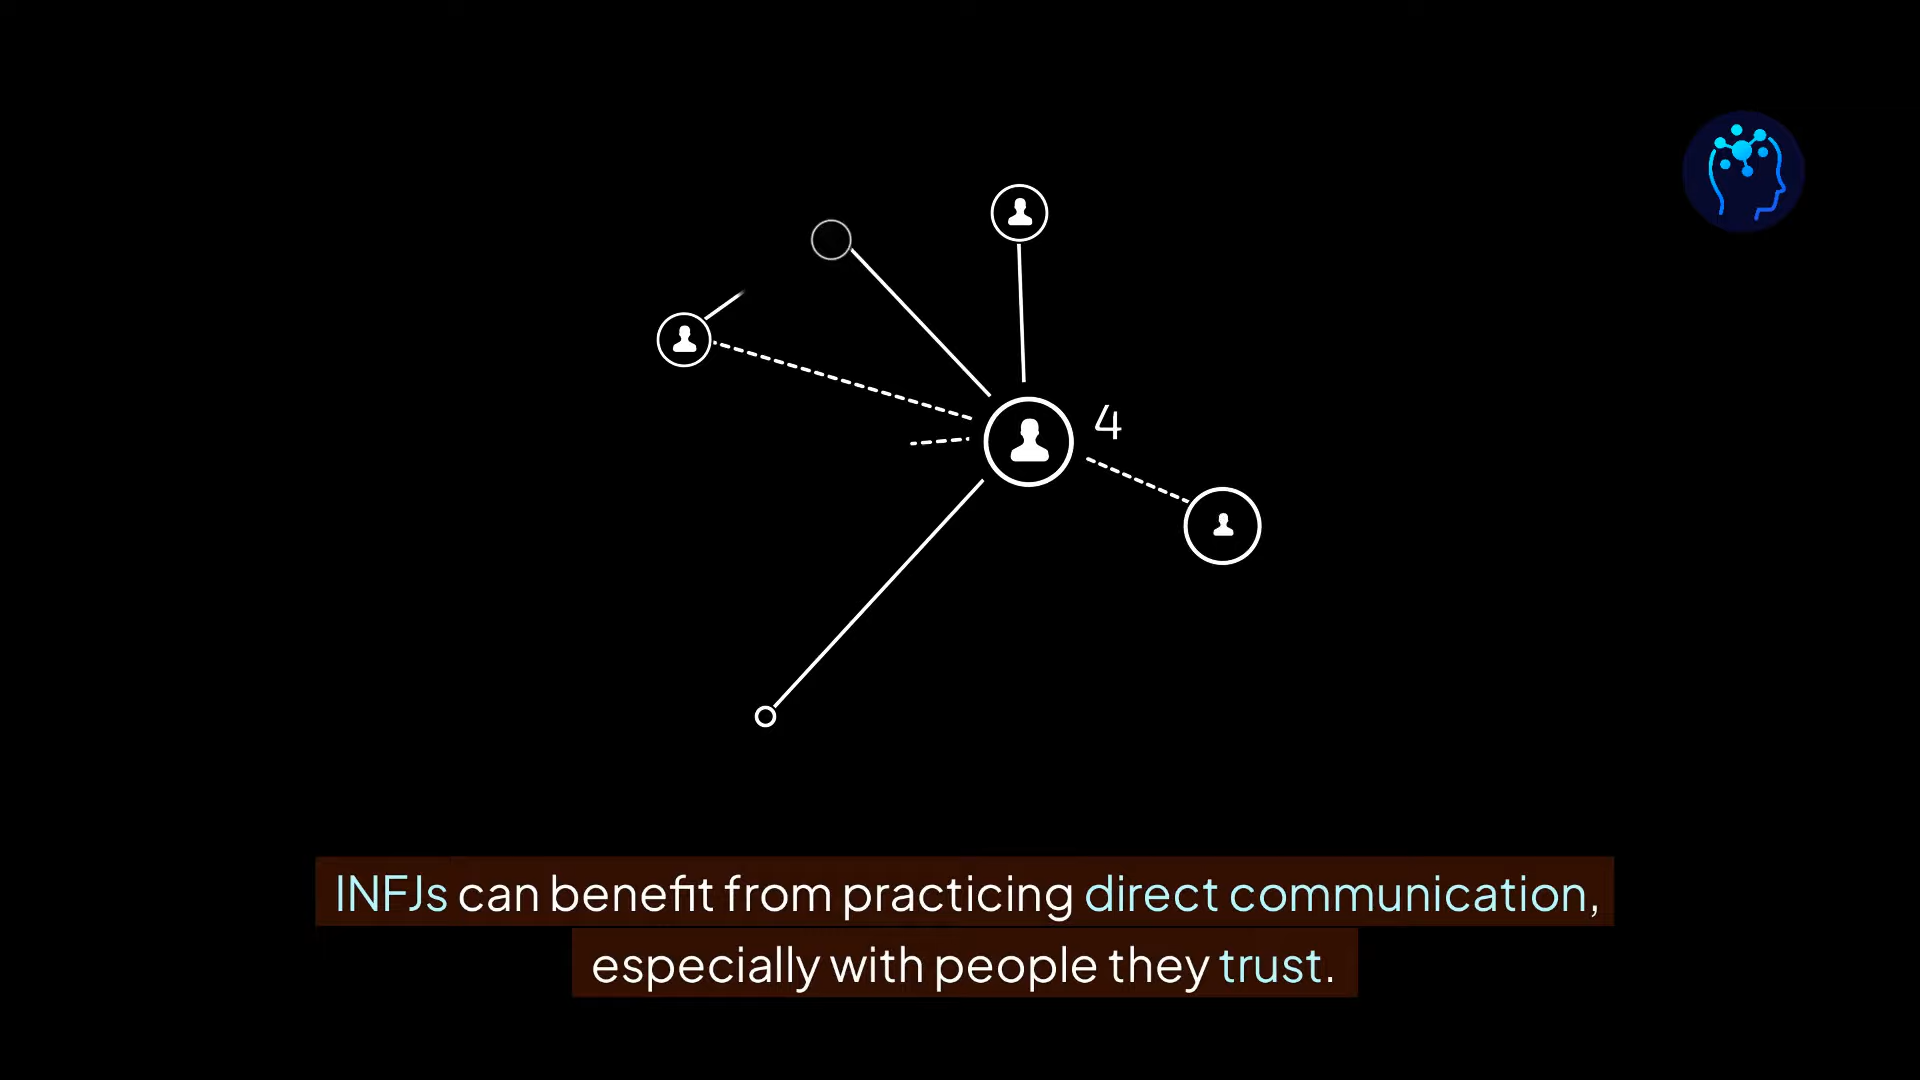 4
INFJs can benefit from practicing direct communication,
especially with people they trust.